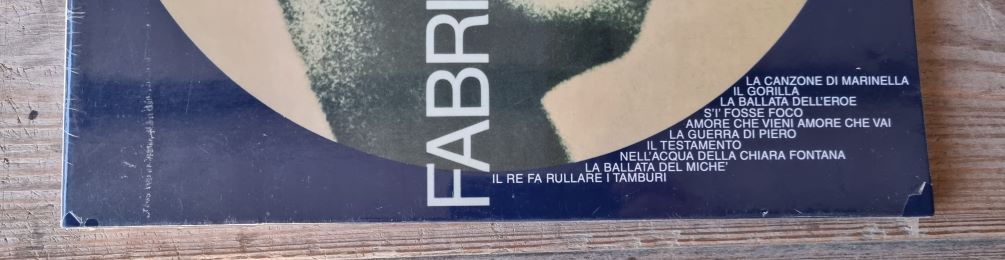 FABRI
LA CANZONE DI MARINELLA
IL GORILLA
LA BALLATA DELL'EROE
S'I' FOSSE FOCO
AMORE CHE VIENI AMORE CHE VAI
LA GUERRA DI PIERO
IL TESTAMENTO
NELL'ACQUA DELLA CHIARA FONTANA
LA BALLATA DEL MICHE'
IL RE FA RULLARE I TAMBURI